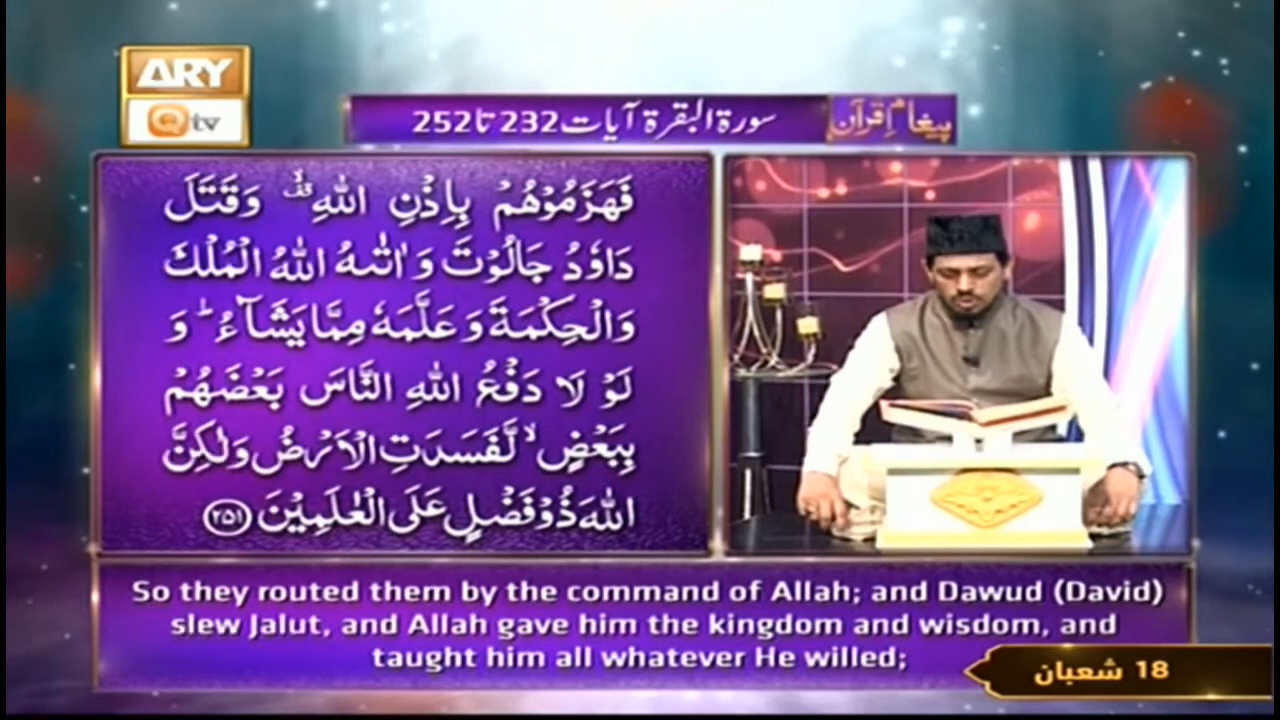 ARY
Qtv
پیغام قرآن
سورۃ البقرۃ آیات 232 تا 252
فَهَزَمُوْهُمْ بِاِذْنِ اللّٰهِ ۙ۫ وَقَتَلَ
دَاوٗدُ جَالُوْتَ وَ اٰتٰىهُ اللّٰهُ الْمُلْكَ
وَالْحِكْمَةَ وَ عَلَّمَهٗ مِمَّا يَشَآءُ ؕ وَ
لَوْ لَا دَفْعُ اللّٰهِ النَّاسَ بَعْضَهُمْ
بِبَعْضٍ ۙ لَّفَسَدَتِ الْاَرْضُ وَلٰكِنَّ
اللّٰهَ ذُوْ فَضْلٍ عَلَى الْعٰلَمِيْنَ ﴿۲۵۱﴾
So they routed them by the command of Allah; and Dawud (David)
slew Jalut, and Allah gave him the kingdom and wisdom, and
taught him all whatever He willed;
18 شعبان